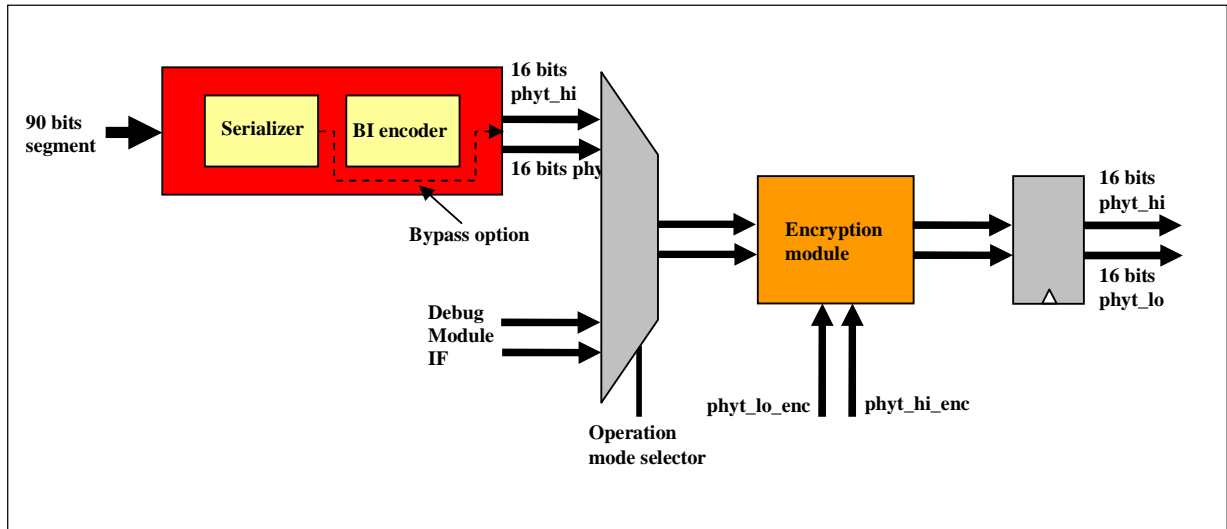 90 bits
segment
Serializer
BI encoder
Bypass option
16 bits
phyt_hi
16 bits phy
Debug
Module
IF
Operation
mode selector
Encryption
module
phyt_lo_enc
phyt_hi_enc
16 bits
phyt_hi
16 bits
phyt_lo